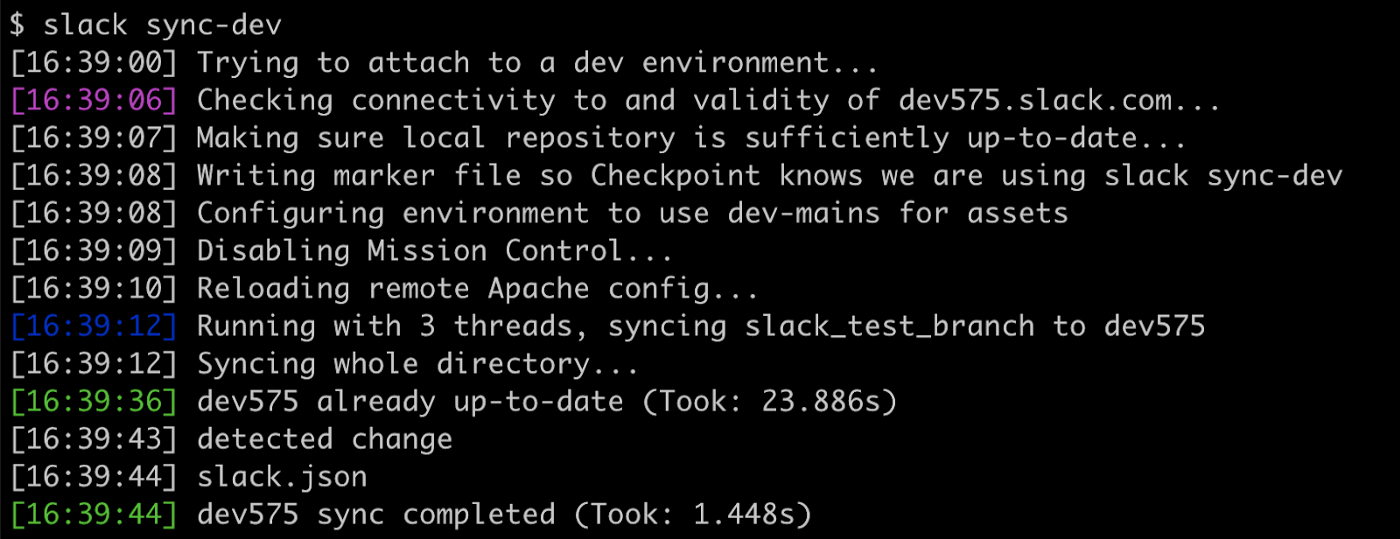 $ slack sync-dev
[16:39:00] Trying to attach to a dev environment...
[16:39:06] Checking connectivity to and validity of dev575.slack.com...
[16:39:07] Making sure local repository is sufficiently up-to-date...
[16:39:08] Writing marker file so Checkpoint knows we are using slack sync-dev
[16:39:08] Configuring environment to use dev-mains for assets
[16:39:09] Disabling Mission Control...
[16:39:10] Reloading remote Apache config...
[16:39:12] Running with 3 threads, syncing slack_test_branch to dev575
[16:39:12] Syncing whole directory...
[16:39:36] dev575 already up-to-date (Took: 23.886s)
[16:39:43] detected change
[16:39:44] slack.json
[16:39:44] dev575 sync completed (Took: 1.448s)